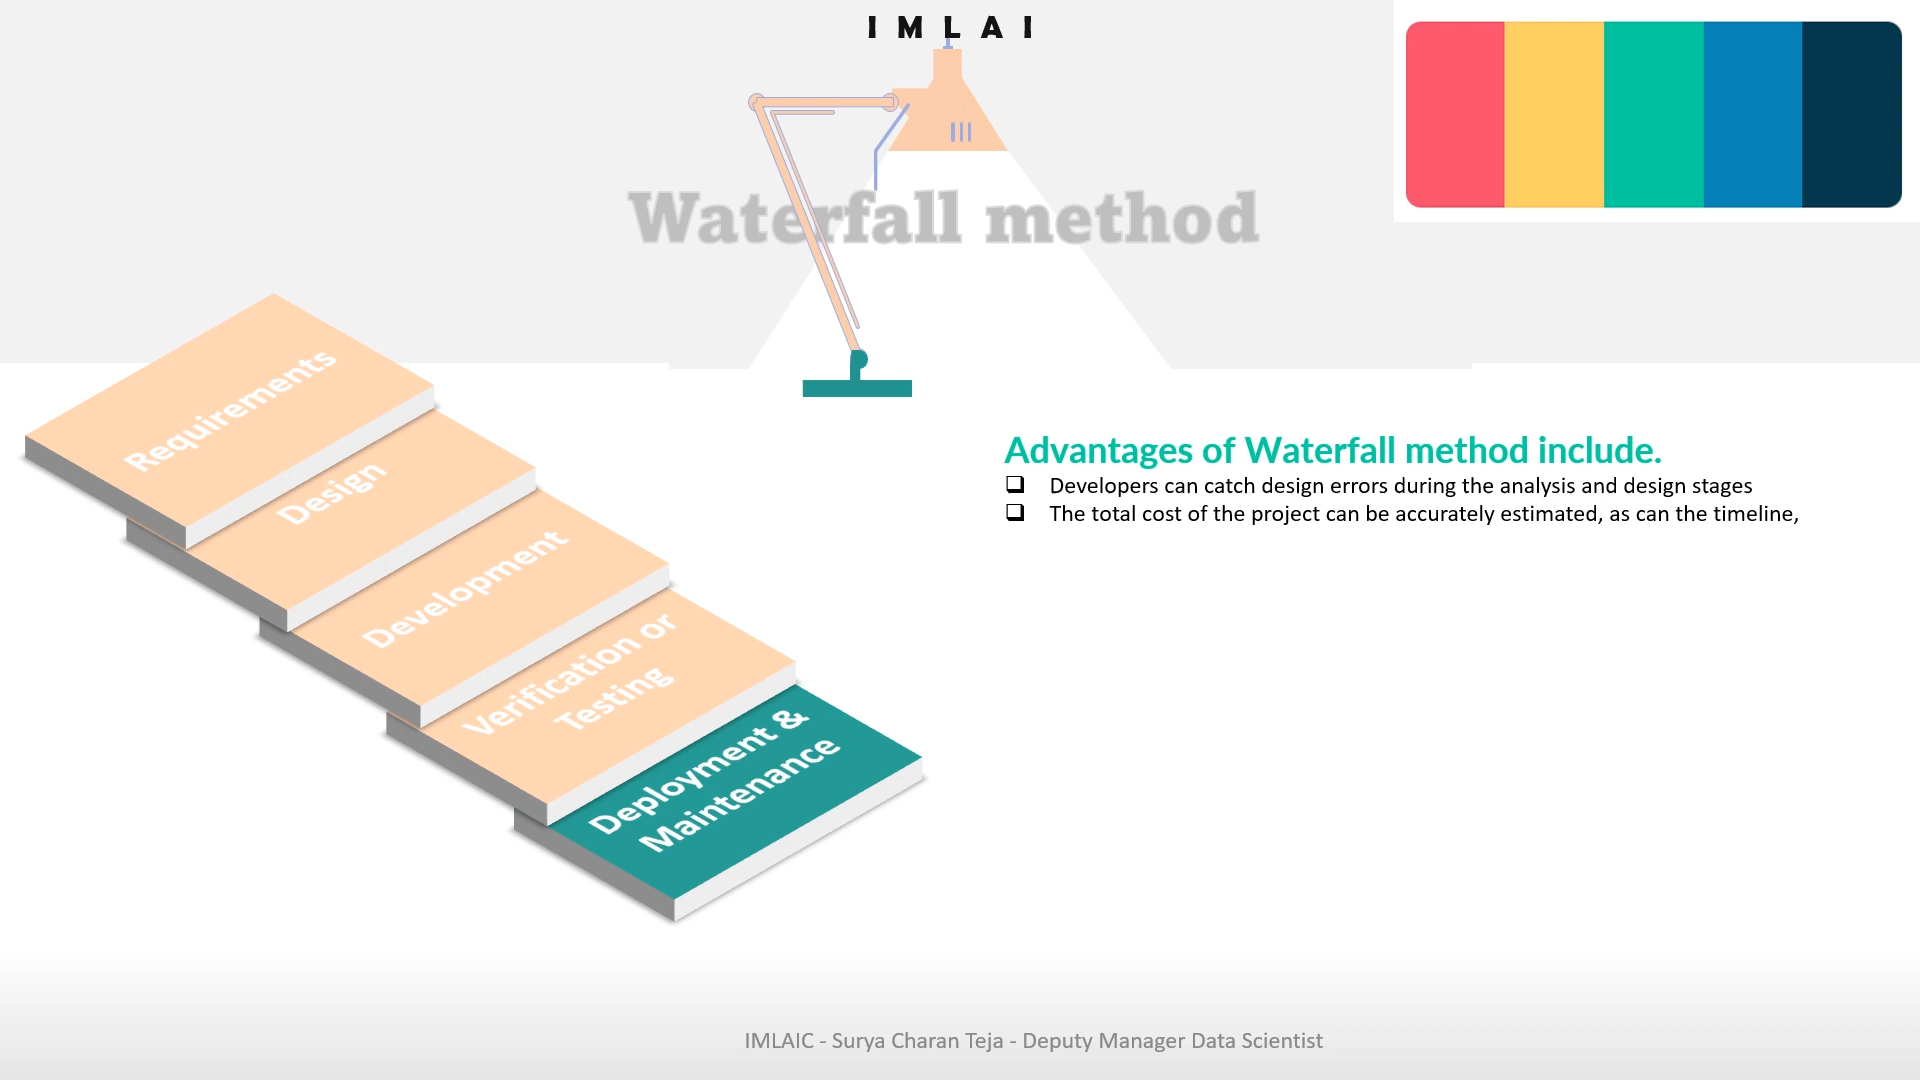 I M L A I
Waterfall method
Requirements
Design
Development
Verification or
Testing
Deployment &
Maintenance
Advantages of Waterfall method include.
Developers can catch design errors during the analysis and design stages
The total cost of the project can be accurately estimated, as can the timeline,
IMLAIC - Surya Charan Teja - Deputy Manager Data Scientist